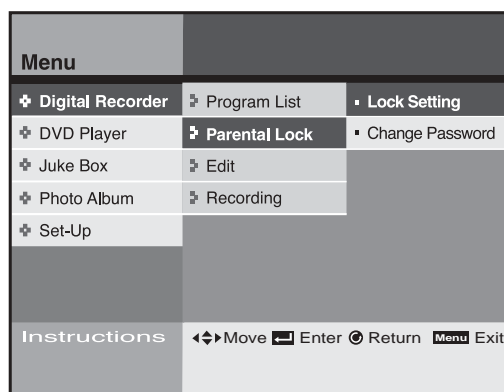 Menu
Digital Recorder Program List Lock Setting
DVD Player Parental Lock Change Password
Juke Box Edit
Photo Album Recording
Set-Up
Instructions Move Enter Return Menu Exit